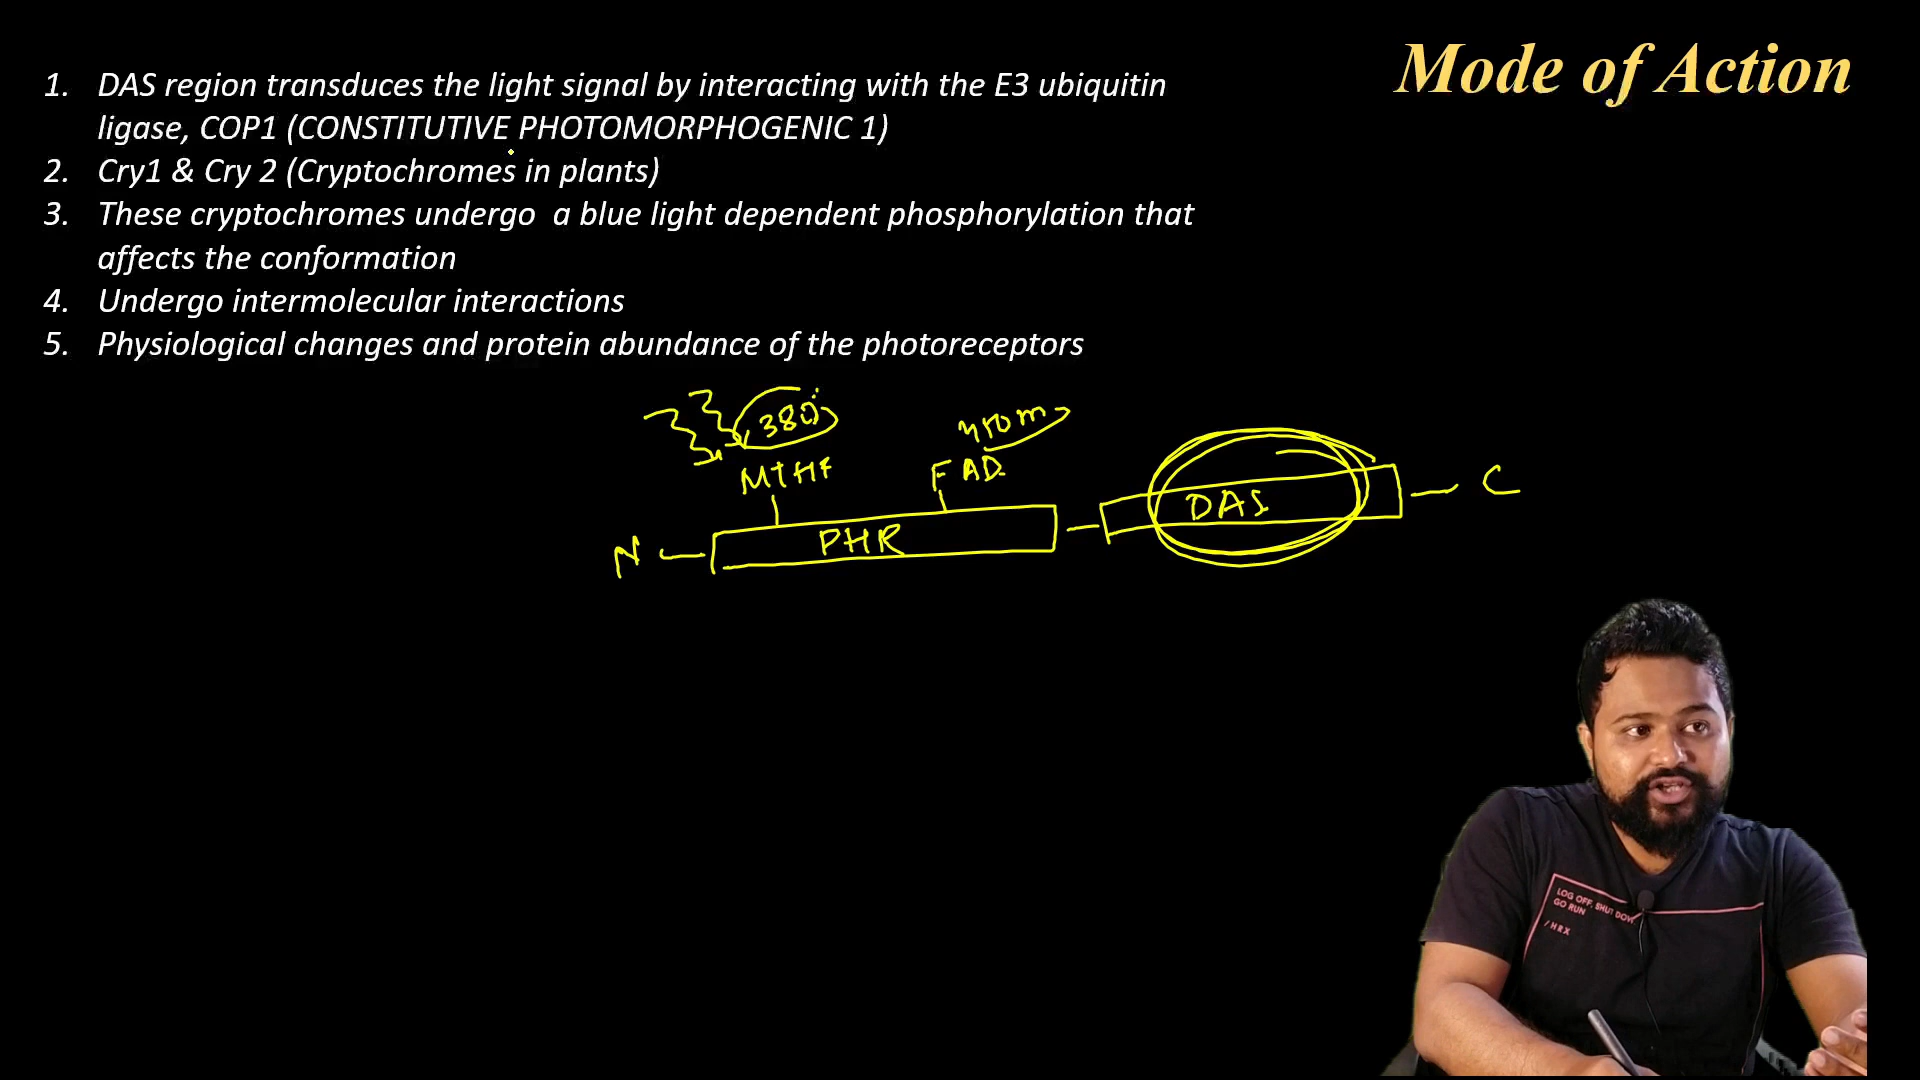 Mode of Action
1. DAS region transduces the light signal by interacting with the E3 ubiquitin
ligase, COP1 (CONSTITUTIVE PHOTOMORPHOGENIC 1)
2. Cry1 & Cry 2 (Cryptochromes in plants)
3. These cryptochromes undergo a blue light dependent phosphorylation that
affects the conformation
4. Undergo intermolecular interactions
5. Physiological changes and protein abundance of the photoreceptors
380
MTHF
FAD
DAS
C
PHR
N
LOG OFF, SHUT DOW
GO RUN
/HRX